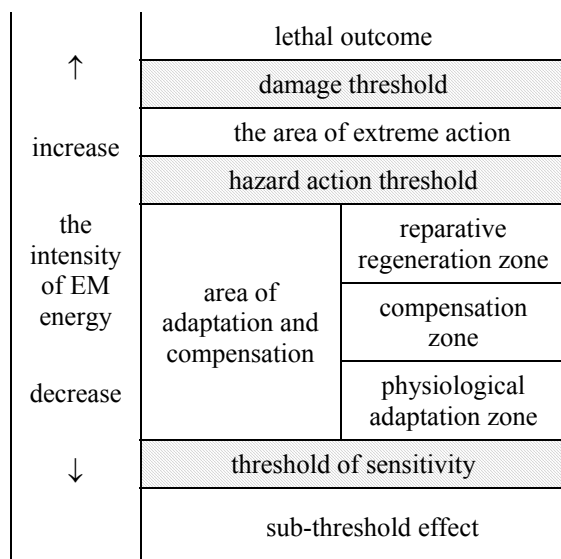 ↑
increase
the
intensity
of EM
energy
decrease
↓
lethal outcome
damage threshold
the area of extreme action
hazard action threshold
area of
adaptation and
compensation
reparative
regeneration zone
compensation
zone
physiological
adaptation zone
threshold of sensitivity
sub-threshold effect